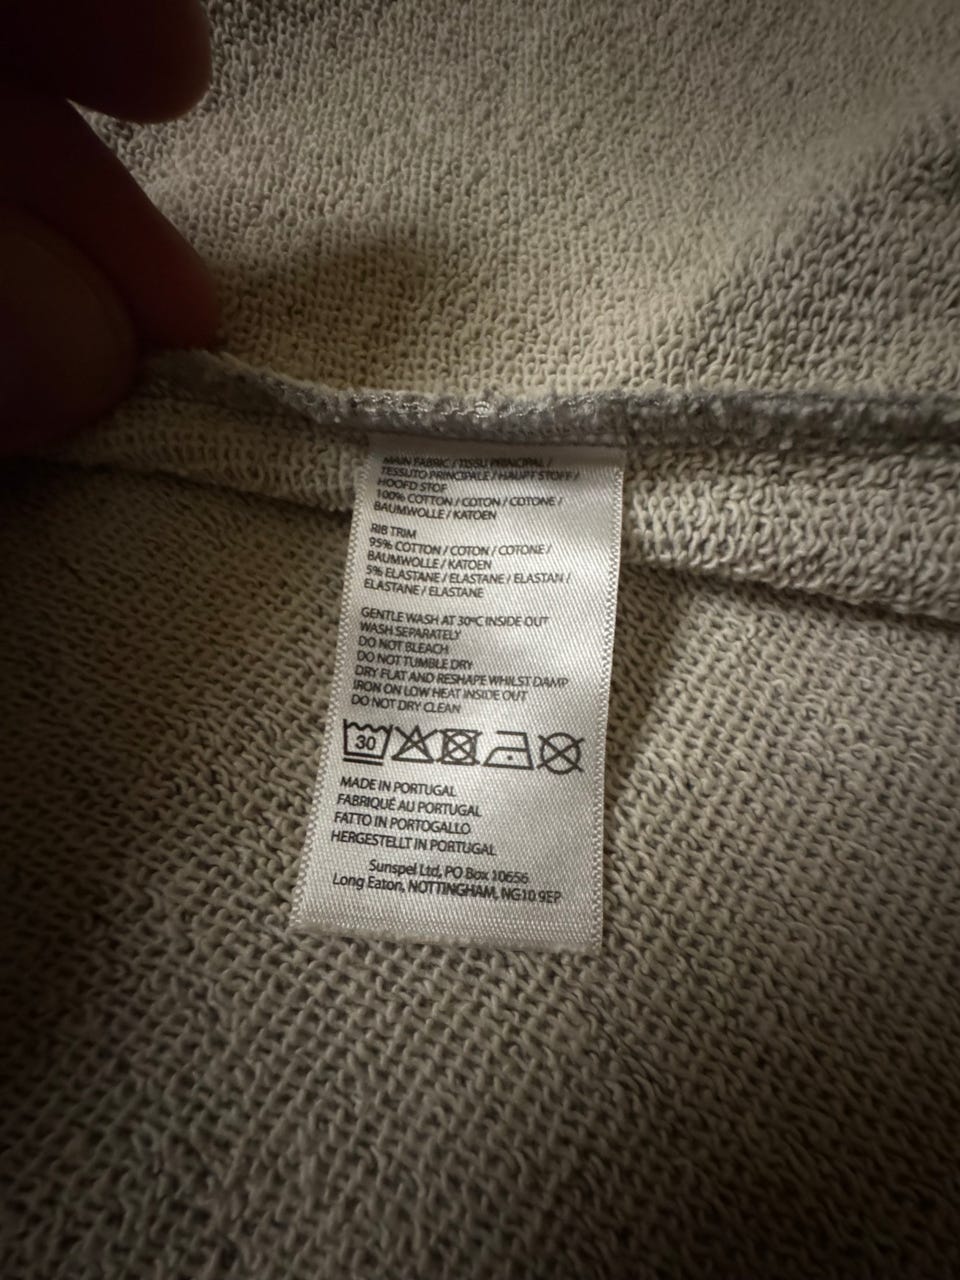 MAIN FABRIC / TISSU PRINCIPAL /
TESSUTO PRINCIPALE / HAUPT STOFF /
HOOFD STOF
100% COTTON / COTON / COTONE /
BAUMWOLLE / KATOEN
RIB TRIM
95% COTTON / COTON / COTONE /
BAUMWOLLE / KATOEN
5% ELASTANE / ELASTANE / ELASTAN /
ELASTANE / ELASTANE
GENTLE WASH AT 30ºC INSIDE OUT
WASH SEPARATELY
DO NOT BLEACH
DO NOT TUMBLE DRY
DRY FLAT AND RESHAPE WHILST DAMP
IRON ON LOW HEAT INSIDE OUT
DO NOT DRY CLEAN
30
MADE IN PORTUGAL
FABRIQUÉ AU PORTUGAL
FATTO IN PORTOGALLO
HERGESTELLT IN PORTUGAL
Sunspel Ltd, PO Box 10656
Long Eaton, NOTTINGHAM, NG10 9EP